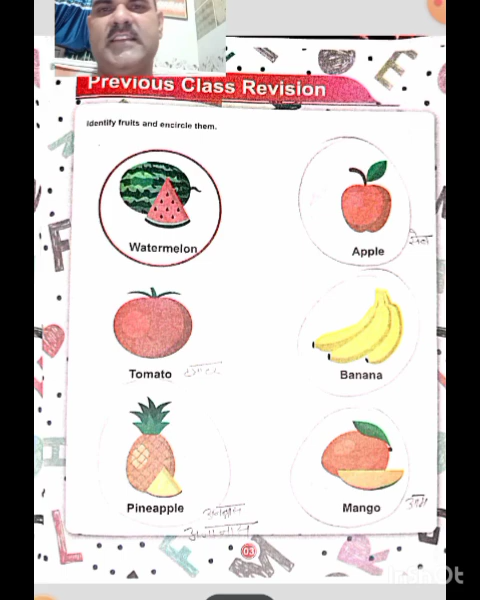 Previous Class Revision
Identify fruits and encircle them.
Watermelon
Apple
Tomato
Banana
Pineapple
Mango
03